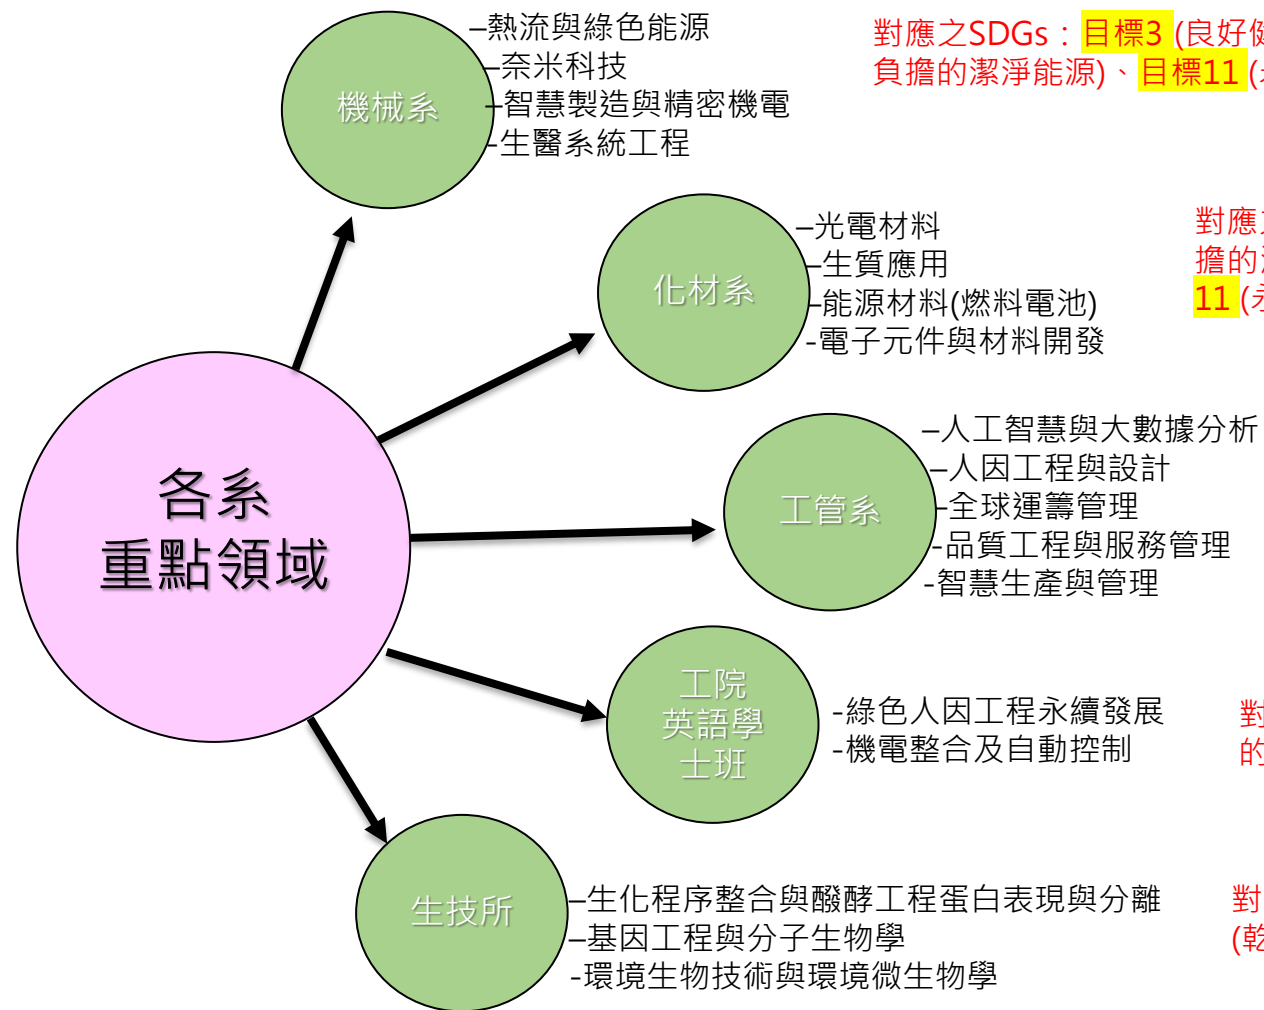 各系
重點領域
機械系
–熱流與綠色能源
–奈米科技
–智慧製造與精密機電
-生醫系統工程
對應之SDGs：目標3 (良好健
負擔的潔淨能源)、目標11 (
化材系
–光電材料
–生質應用
–能源材料(燃料電池)
-電子元件與材料開發
對應
擔的
11 (永
工管系
–人工智慧與大數據分析
–人因工程與設計
–全球運籌管理
-品質工程與服務管理
-智慧生產與管理
工院
英語學
士班
-綠色人因工程永續發展
-機電整合及自動控制
對
的
生技所
–生化程序整合與醱酵工程蛋白表現與分離
–基因工程與分子生物學
-環境生物技術與環境微生物學
對
(乾